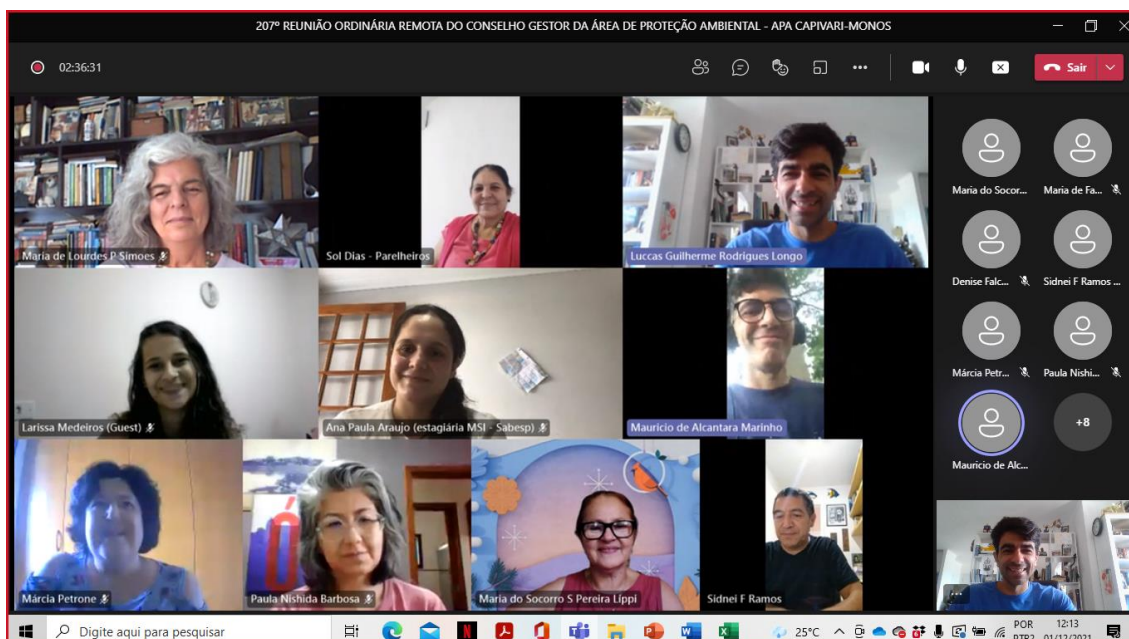 207º REUNIÃO ORDINÁRIA REMOTA DO CONSELHO GESTOR DA ÁREA DE PROTEÇÃO AMBIENTAL - APA CAPIVARI-MONOS
02:36:31
Sair
Maria de Lourdes P Simoes
Sol Dias - Parelheiros
Luccas Guilherme Rodrigues Longo
Maria do Socor...
Maria de Fa...
Denise Falc...
Sidnei F Ramos ...
Larissa Medeiros (Guest)
Ana Paula Araujo (estagiária MSI - Sabesp)
Mauricio de Alcantara Marinho
Márcia Petr...
Paula Nishi...
Mauricio de Alc...
+8
Márcia Petrone
Paula Nishida Barbosa
Maria do Socorro S Pereira Líppi
Sidnei F Ramos
Digite aqui para pesquisar
25°C
POR
12:13
PTB2
01/12/2021